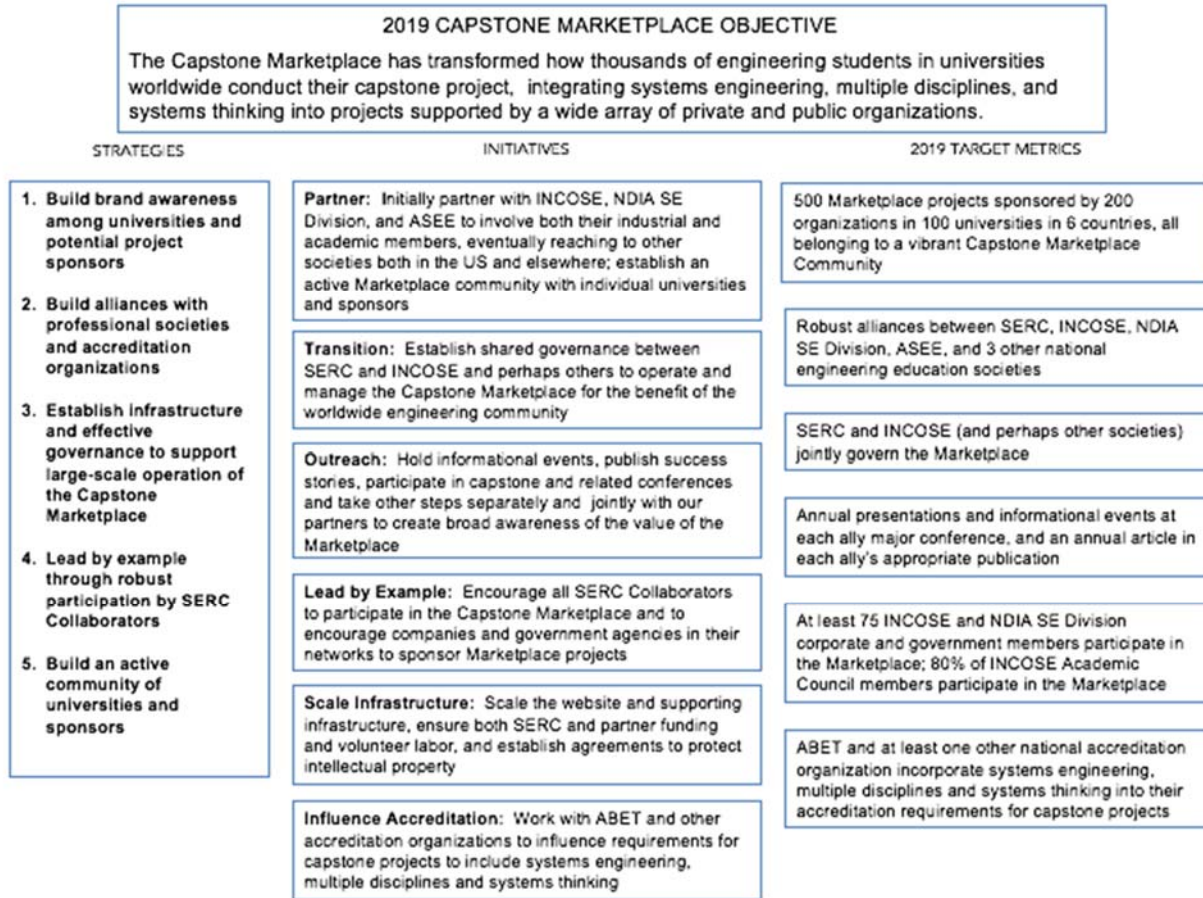 2019 CAPSTONE MARKETPLACE OBJECTIVE
The Capstone Marketplace has transformed how thousands of engineering students in universities
worldwide conduct their capstone project, integrating systems engineering, multiple disciplines, and
systems thinking into projects supported by a wide array of private and public organizations.
STRATEGIES
1. Build brand awareness
among universities and
potential project
sponsors
2. Build alliances with
professional societies
and accreditation
organizations
3. Establish infrastructure
and effective
governance to support
large-scale operation of
the Capstone
Marketplace
4. Lead by example
through robust
participation by SERC
Collaborators
5. Build an active
community of
universities and
sponsors
INITIATIVES
Partner: Initially partner with INCOSE, NDIA SE
Division, and ASEE to involve both their industrial and
academic members, eventually reaching to other
societies both in the US and elsewhere; establish an
active Marketplace community with individual universities
and sponsors
Transition: Establish shared governance between
SERC and INCOSE and perhaps others to operate and
manage the Capstone Marketplace for the benefit of the
worldwide engineering community
Outreach: Hold informational events, publish success
stories, participate in capstone and related conferences
and take other steps separately and jointly with our
partners to create broad awareness of the value of the
Marketplace
Lead by Example: Encourage all SERC Collaborators
to participate in the Capstone Marketplace and to
encourage companies and government agencies in their
networks to sponsor Marketplace projects
Scale Infrastructure: Scale the website and supporting
infrastructure, ensure both SERC and partner funding
and volunteer labor, and establish agreements to protect
intellectual property
Influence Accreditation: Work with ABET and other
accreditation organizations to influence requirements for
capstone projects to include systems engineering,
multiple disciplines and systems thinking
2019 TARGET METRICS
500 Marketplace projects sponsored by 200
organizations in 100 universities in 6 countries, all
belonging to a vibrant Capstone Marketplace
Community
Robust alliances between SERC, INCOSE, NDIA
SE Division, ASEE, and 3 other national
engineering education societies
SERC and INCOSE (and perhaps other societies)
jointly govern the Marketplace
Annual presentations and informational events at
each ally major conference, and an annual article in
each ally's appropriate publication
At least 75 INCOSE and NDIA SE Division
corporate and government members participate in
the Marketplace; 80% of INCOSE Academic
Council members participate in the Marketplace
ABET and at least one other national accreditation
organization incorporate systems engineering,
multiple disciplines and systems thinking into their
accreditation requirements for capstone projects